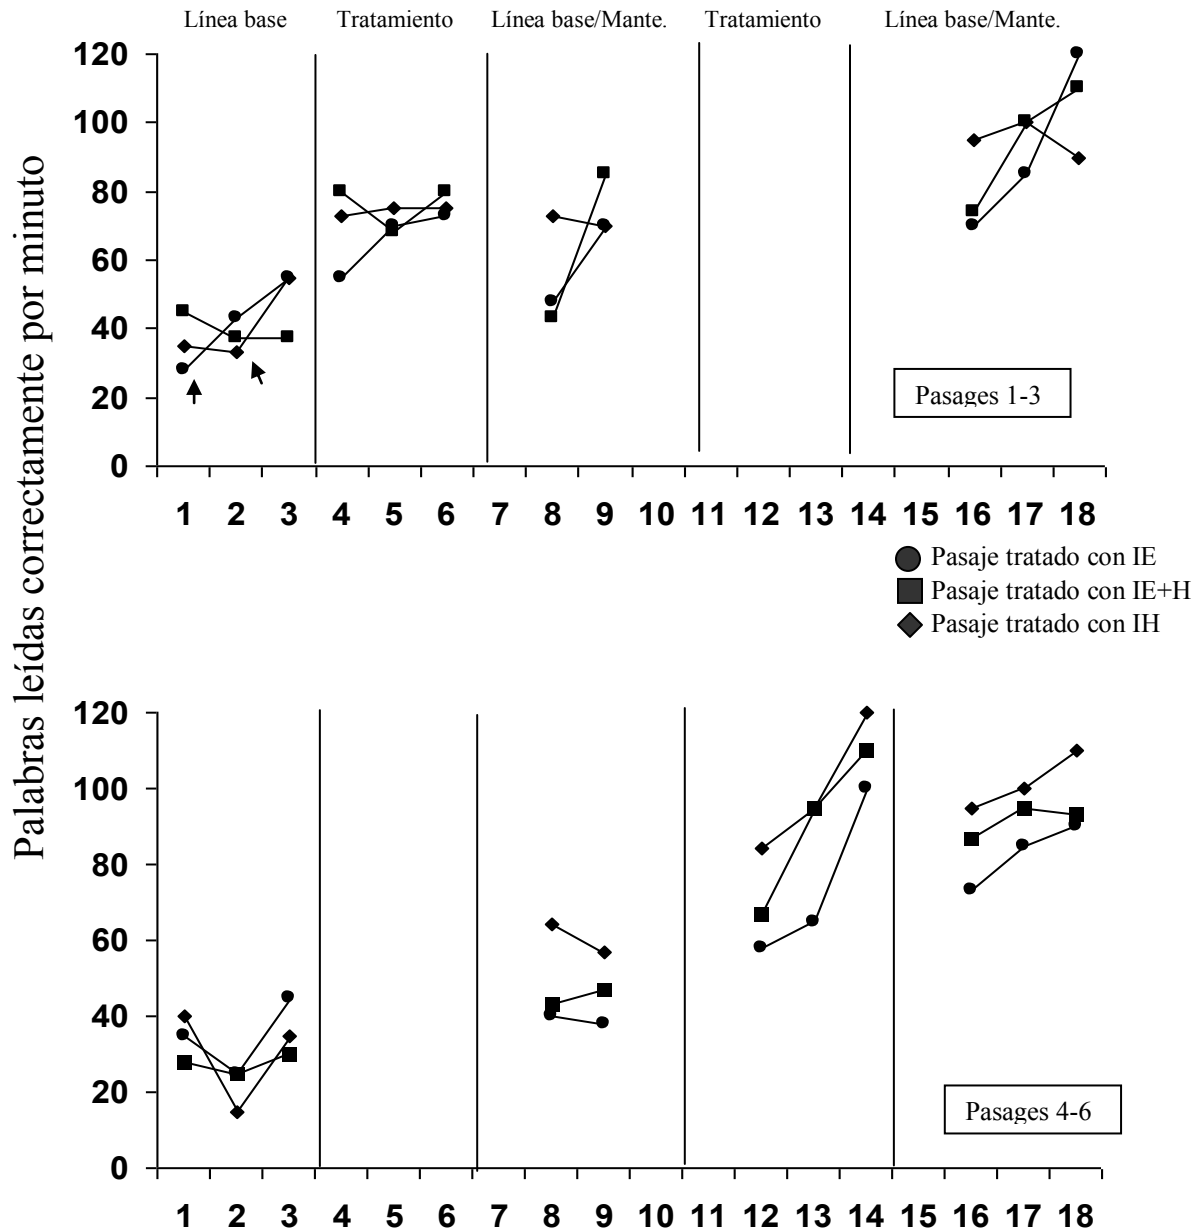 Línea base Tratamiento Línea base/Mante. Tratamiento Línea base/Mante.
Palabras leídas correctamente por minuto
120
100
80
60
40
20
0
Pasages 1-3
1 2 3 4 5 6 7 8 9 10 11 12 13 14 15 16 17 18
Pasaje tratado con IE
Pasaje tratado con IE+H
Pasaje tratado con IH
120
100
80
60
40
20
0
Pasages 4-6
1 2 3 4 5 6 7 8 9 10 11 12 13 14 15 16 17 18